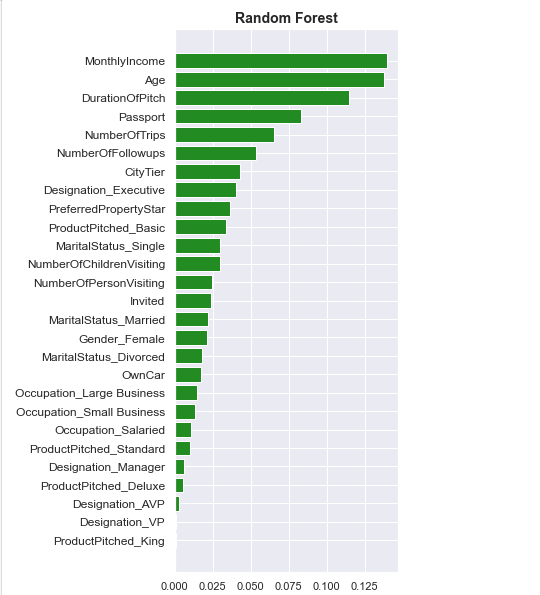 Random Forest
MonthlyIncome
Age
DurationOfPitch
Passport
NumberOfTrips
NumberOfFollowups
CityTier
Designation_Executive
PreferredPropertyStar
ProductPitched_Basic
MaritalStatus_Single
NumberOfChildrenVisiting
NumberOfPersonVisiting
Invited
MaritalStatus_Married
Gender_Female
MaritalStatus_Divorced
OwnCar
Occupation_Large Business
Occupation_Small Business
Occupation_Salaried
ProductPitched_Standard
Designation_Manager
ProductPitched_Deluxe
Designation_AVP
Designation_VP
ProductPitched_King
0.000 0.025 0.050 0.075 0.100 0.125